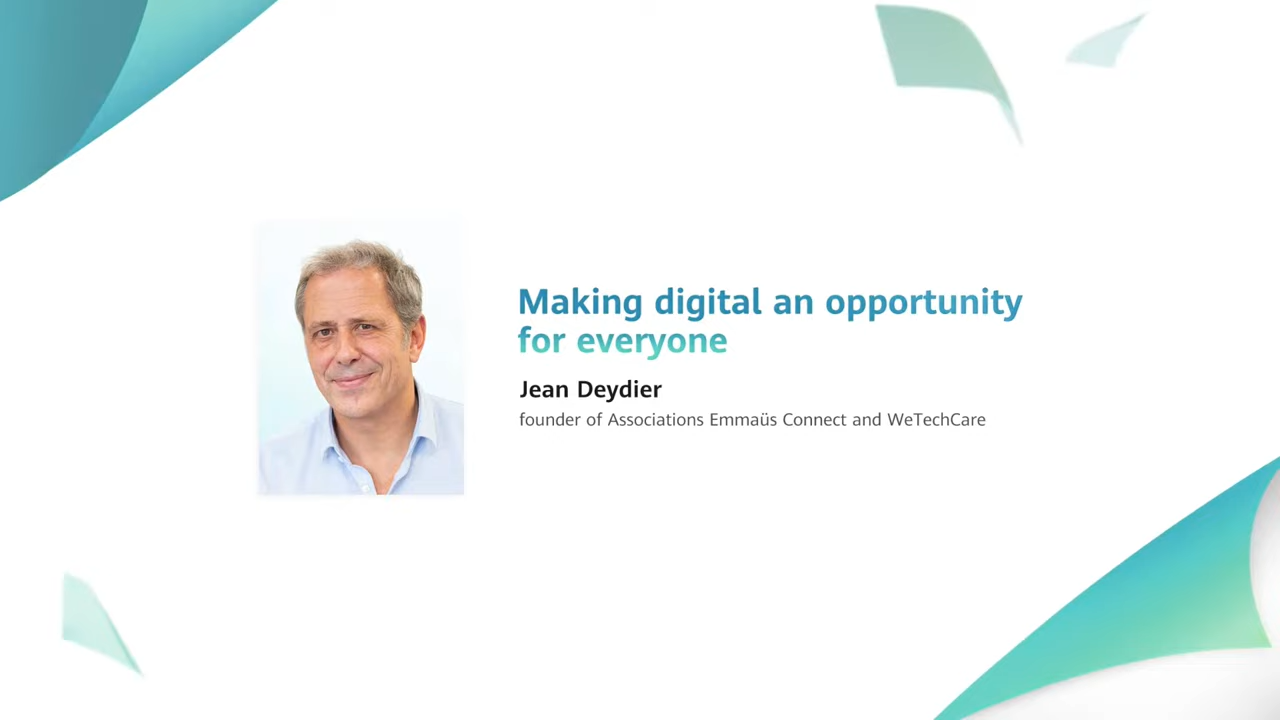 Making digital an opportunity
for everyone
Jean Deydier
founder of Associations Emmaüs Connect and WeTechCare